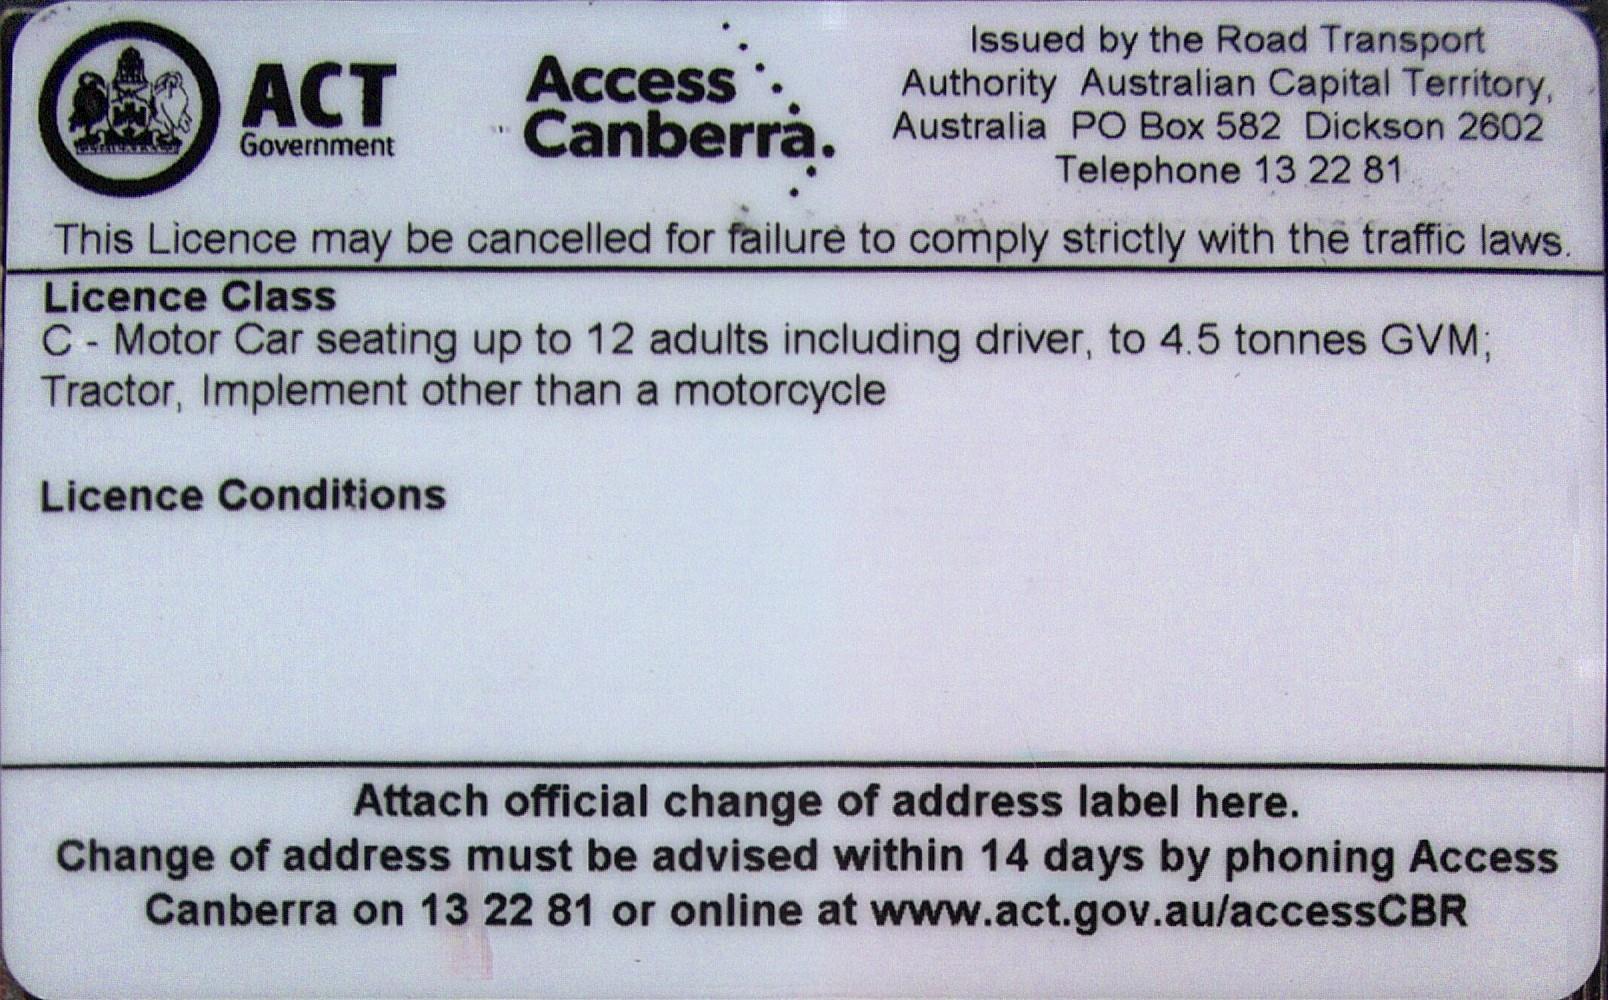 ACT
Government
Access
Canberra.
Issued by the Road Transport
Authority Australian Capital Territory,
Australia PO Box 582 Dickson 2602
Telephone 13 22 81
This Licence may be cancelled for failure to comply strictly with the traffic laws.
Licence Class
C - Motor Car seating up to 12 adults including driver, to 4.5 tonnes GVM;
Tractor, Implement other than a motorcycle
Licence Conditions
Attach official change of address label here.
Change of address must be advised within 14 days by phoning Access
Canberra on 13 22 81 or online at www.act.gov.au/accessCBR